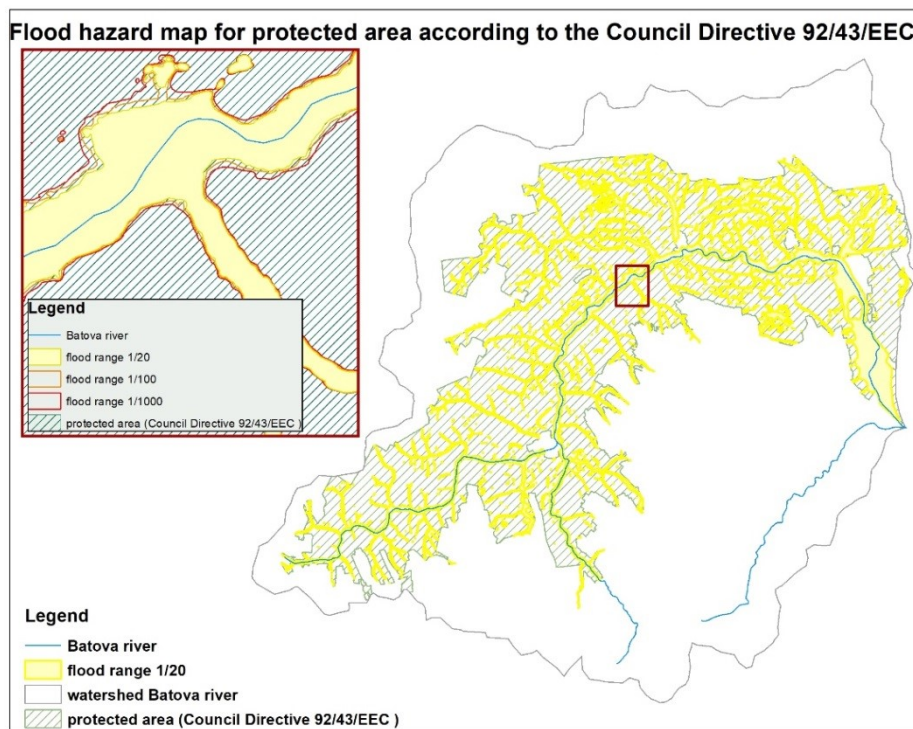 Flood hazard map for protected area according to the Council Directive 92/43/EEC
Legend
Batova river
flood range 1/20
flood range 1/100
flood range 1/1000
protected area (Council Directive 92/43/EEC )
Legend
Batova river
flood range 1/20
watershed Batova river
protected area (Council Directive 92/43/EEC )